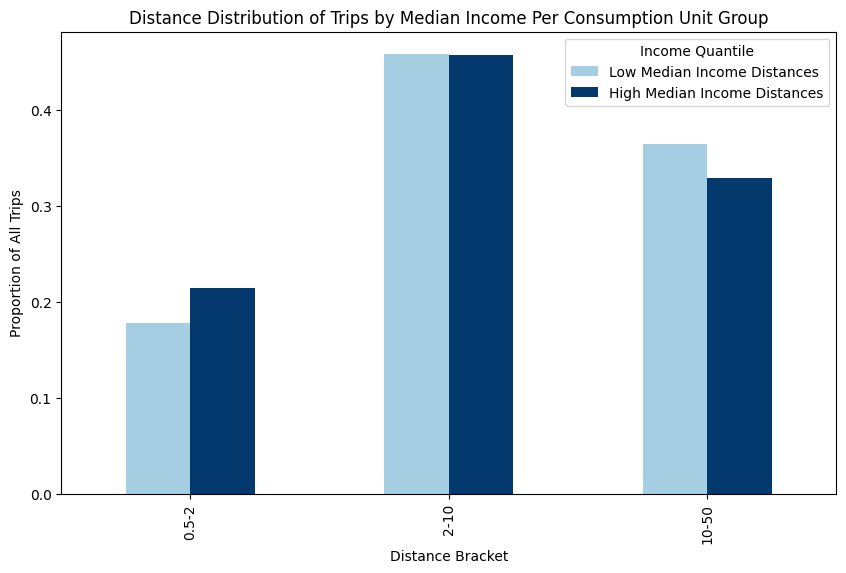 Distance Distribution of Trips by Median Income Per Consumption Unit Group
Income Quantile
Low Median Income Distances
High Median Income Distances
Proportion of All Trips
0.4
0.3
0.2
0.1
0.0
0.5-2
2-10
10-50
Distance Bracket